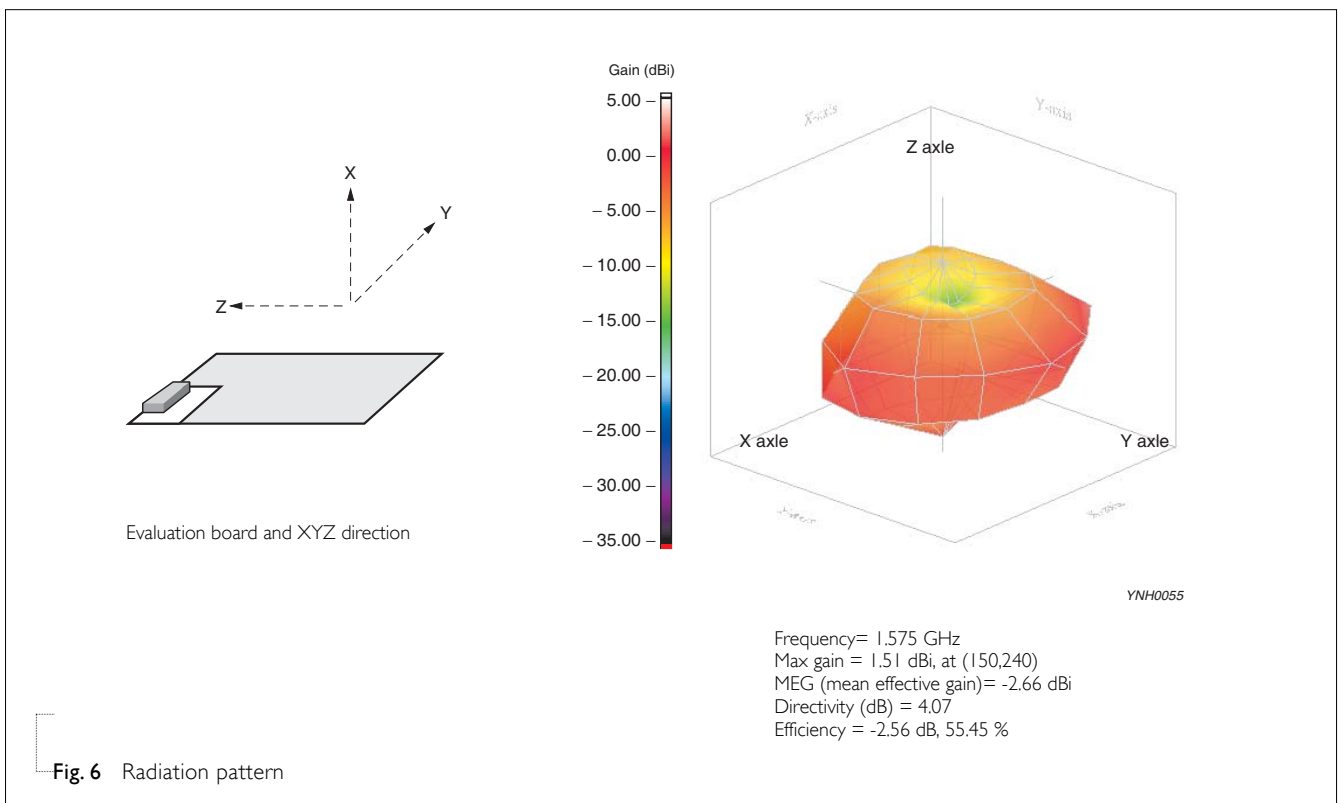 Gain (dBi)
5.00
0.00
– 5.00
– 10.00
– 15.00
– 20.00
– 25.00
– 30.00
– 35.00
X
Y
Z
Evaluation board and XYZ direction
X-axis
Y-axis
Z axle
X axle
Y axle
X-axis
YNH0055
Frequency= 1.575 GHz
Max gain = 1.51 dBi, at (150,240)
MEG (mean effective gain)= -2.66 dBi
Directivity (dB) = 4.07
Efficiency = -2.56 dB, 55.45 %
Fig. 6 Radiation pattern